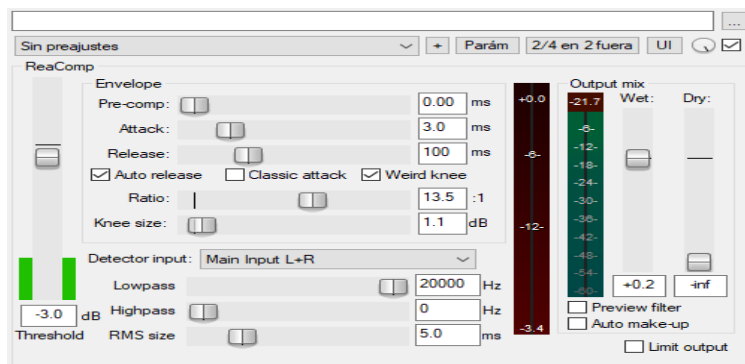 ...
Sin preajustes + Parám 2/4 en 2 fuera UI
ReaComp
Envelope
Pre-comp: 0.00 ms
Attack: 3.0 ms
Release: 100 ms
Auto release Classic attack Weird knee
Ratio: 13.5 :1
Knee size: 1.1 dB
Detector input: Main Input L+R
Lowpass 20000 Hz
Highpass 0 Hz
RMS size 5.0 ms
-3.0 dB
Threshold
+0.0
-6-
-12-
-3.4
Output mix
-21.7
-6-
-12-
-18-
-24-
-30-
-36-
-42-
-48-
-54-
-60-
Wet: Dry:
+0.2 -inf
Preview filter
Auto make-up
Limit output